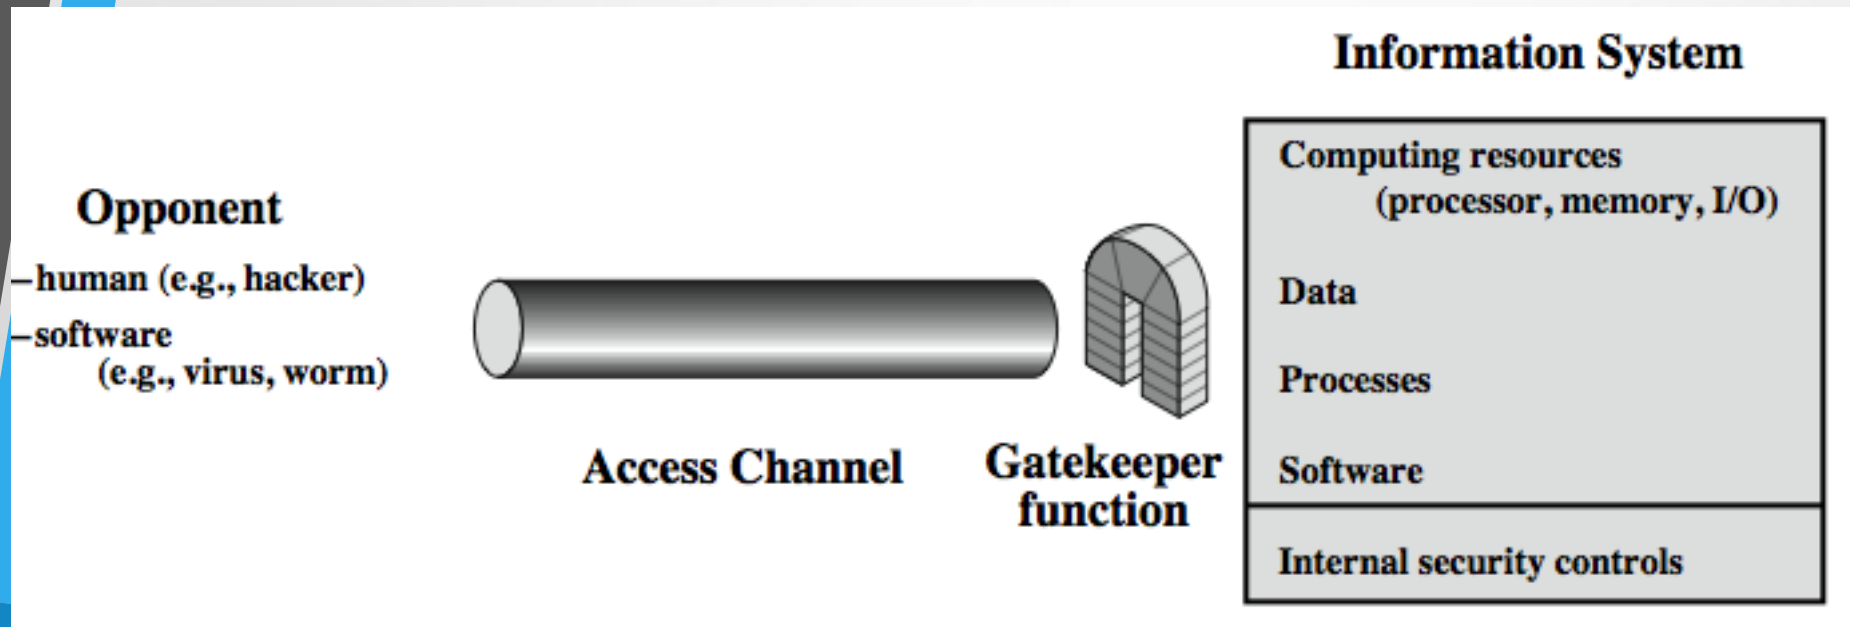 Information System
Opponent
–human (e.g., hacker)
–software
(e.g., virus, worm)
Access Channel
Gatekeeper
function
Computing resources
(processor, memory, I/O)
Data
Processes
Software
Internal security controls